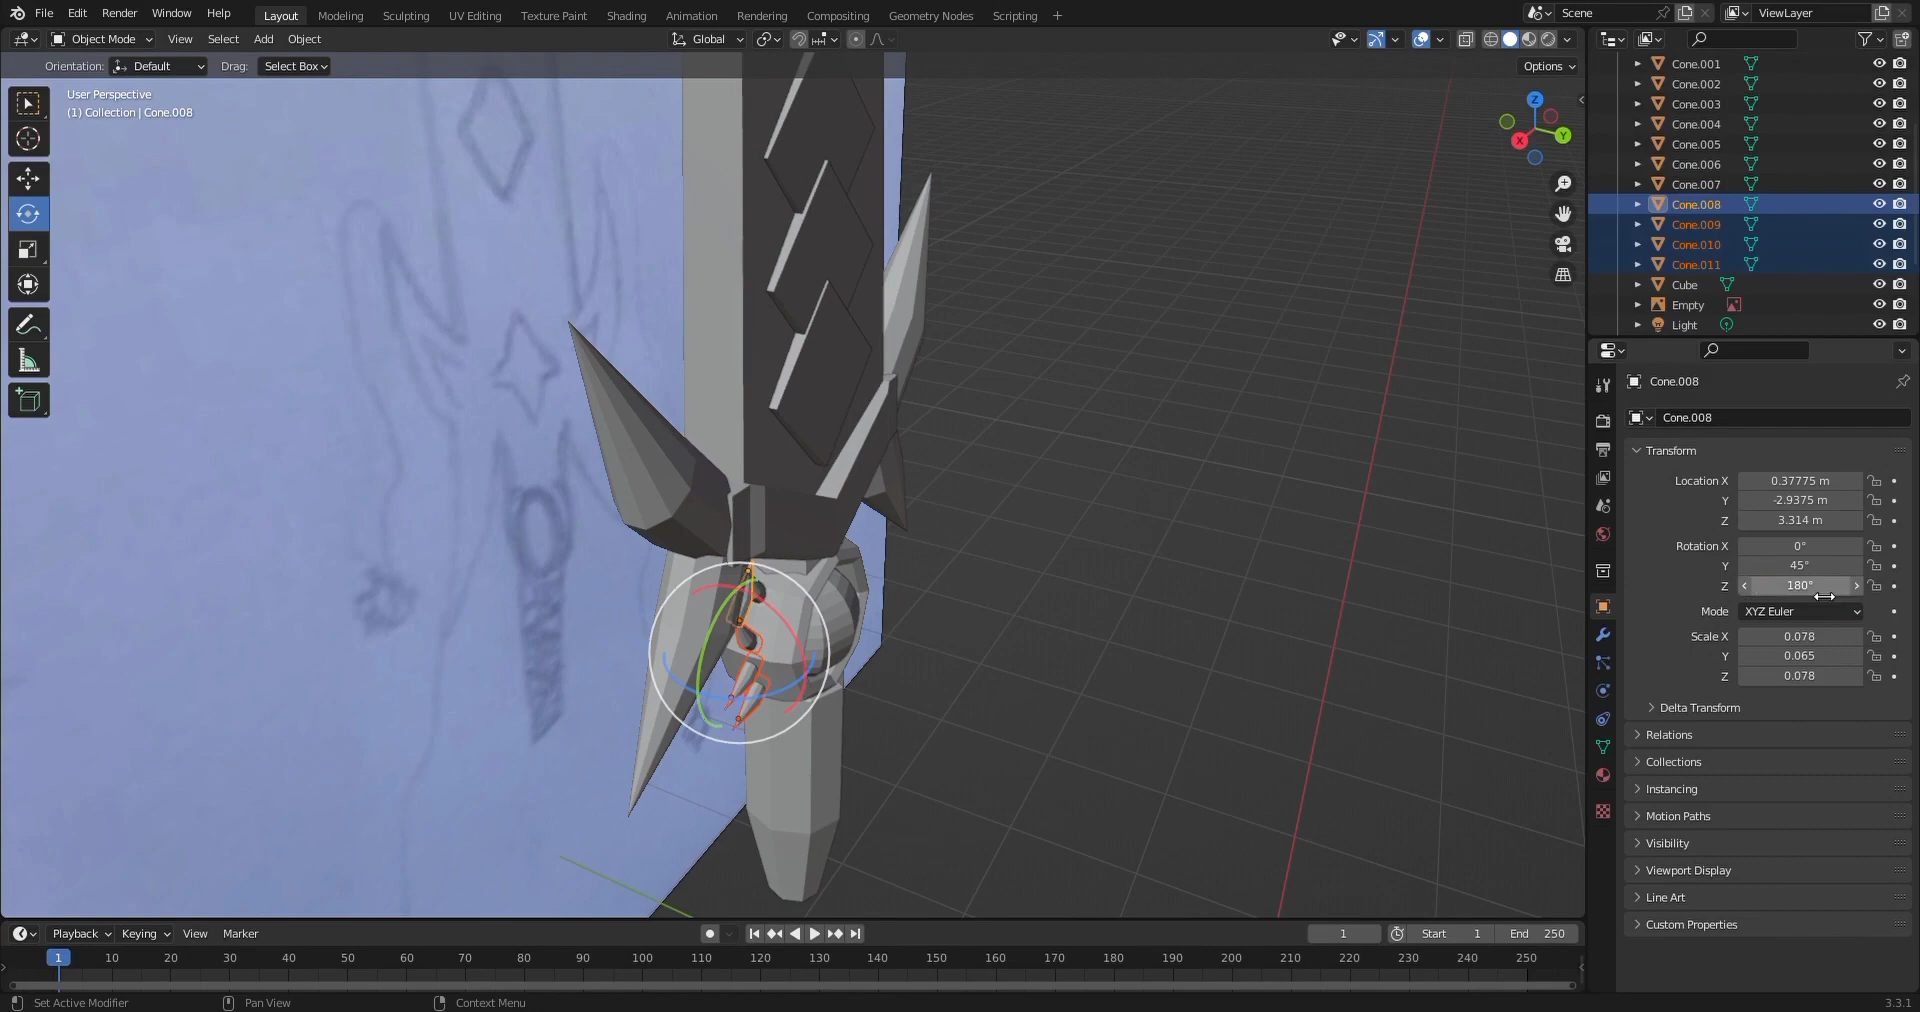 File Edit Render Window Help Layout Modeling Sculpting UV Editing Texture Paint Shading Animation Rendering Compositing Geometry Nodes Scripting + Scene ViewLayer
Object Mode View Select Add Object Global
Orientation: Default Drag: Select Box Options
User Perspective
(1) Collection | Cone.008
Z
Y
X
Cone.001
Cone.002
Cone.003
Cone.004
Cone.005
Cone.006
Cone.007
Cone.008
Cone.009
Cone.010
Cone.011
Cube
Empty
Light
Cone.008
Cone.008
Transform
Location X 0.37775 m
Y -2.9375 m
Z 3.314 m
Rotation X 0°
Y 45°
Z 180°
Mode XYZ Euler
Scale X 0.078
Y 0.065
Z 0.078
Delta Transform
Relations
Collections
Instancing
Motion Paths
Visibility
Viewport Display
Line Art
Custom Properties
Playback Keying View Marker 1 Start 1 End 250
1 10 20 30 40 50 60 70 80 90 100 110 120 130 140 150 160 170 180 190 200 210 220 230 240 250
Set Active Modifier Pan View Context Menu 3.3.1